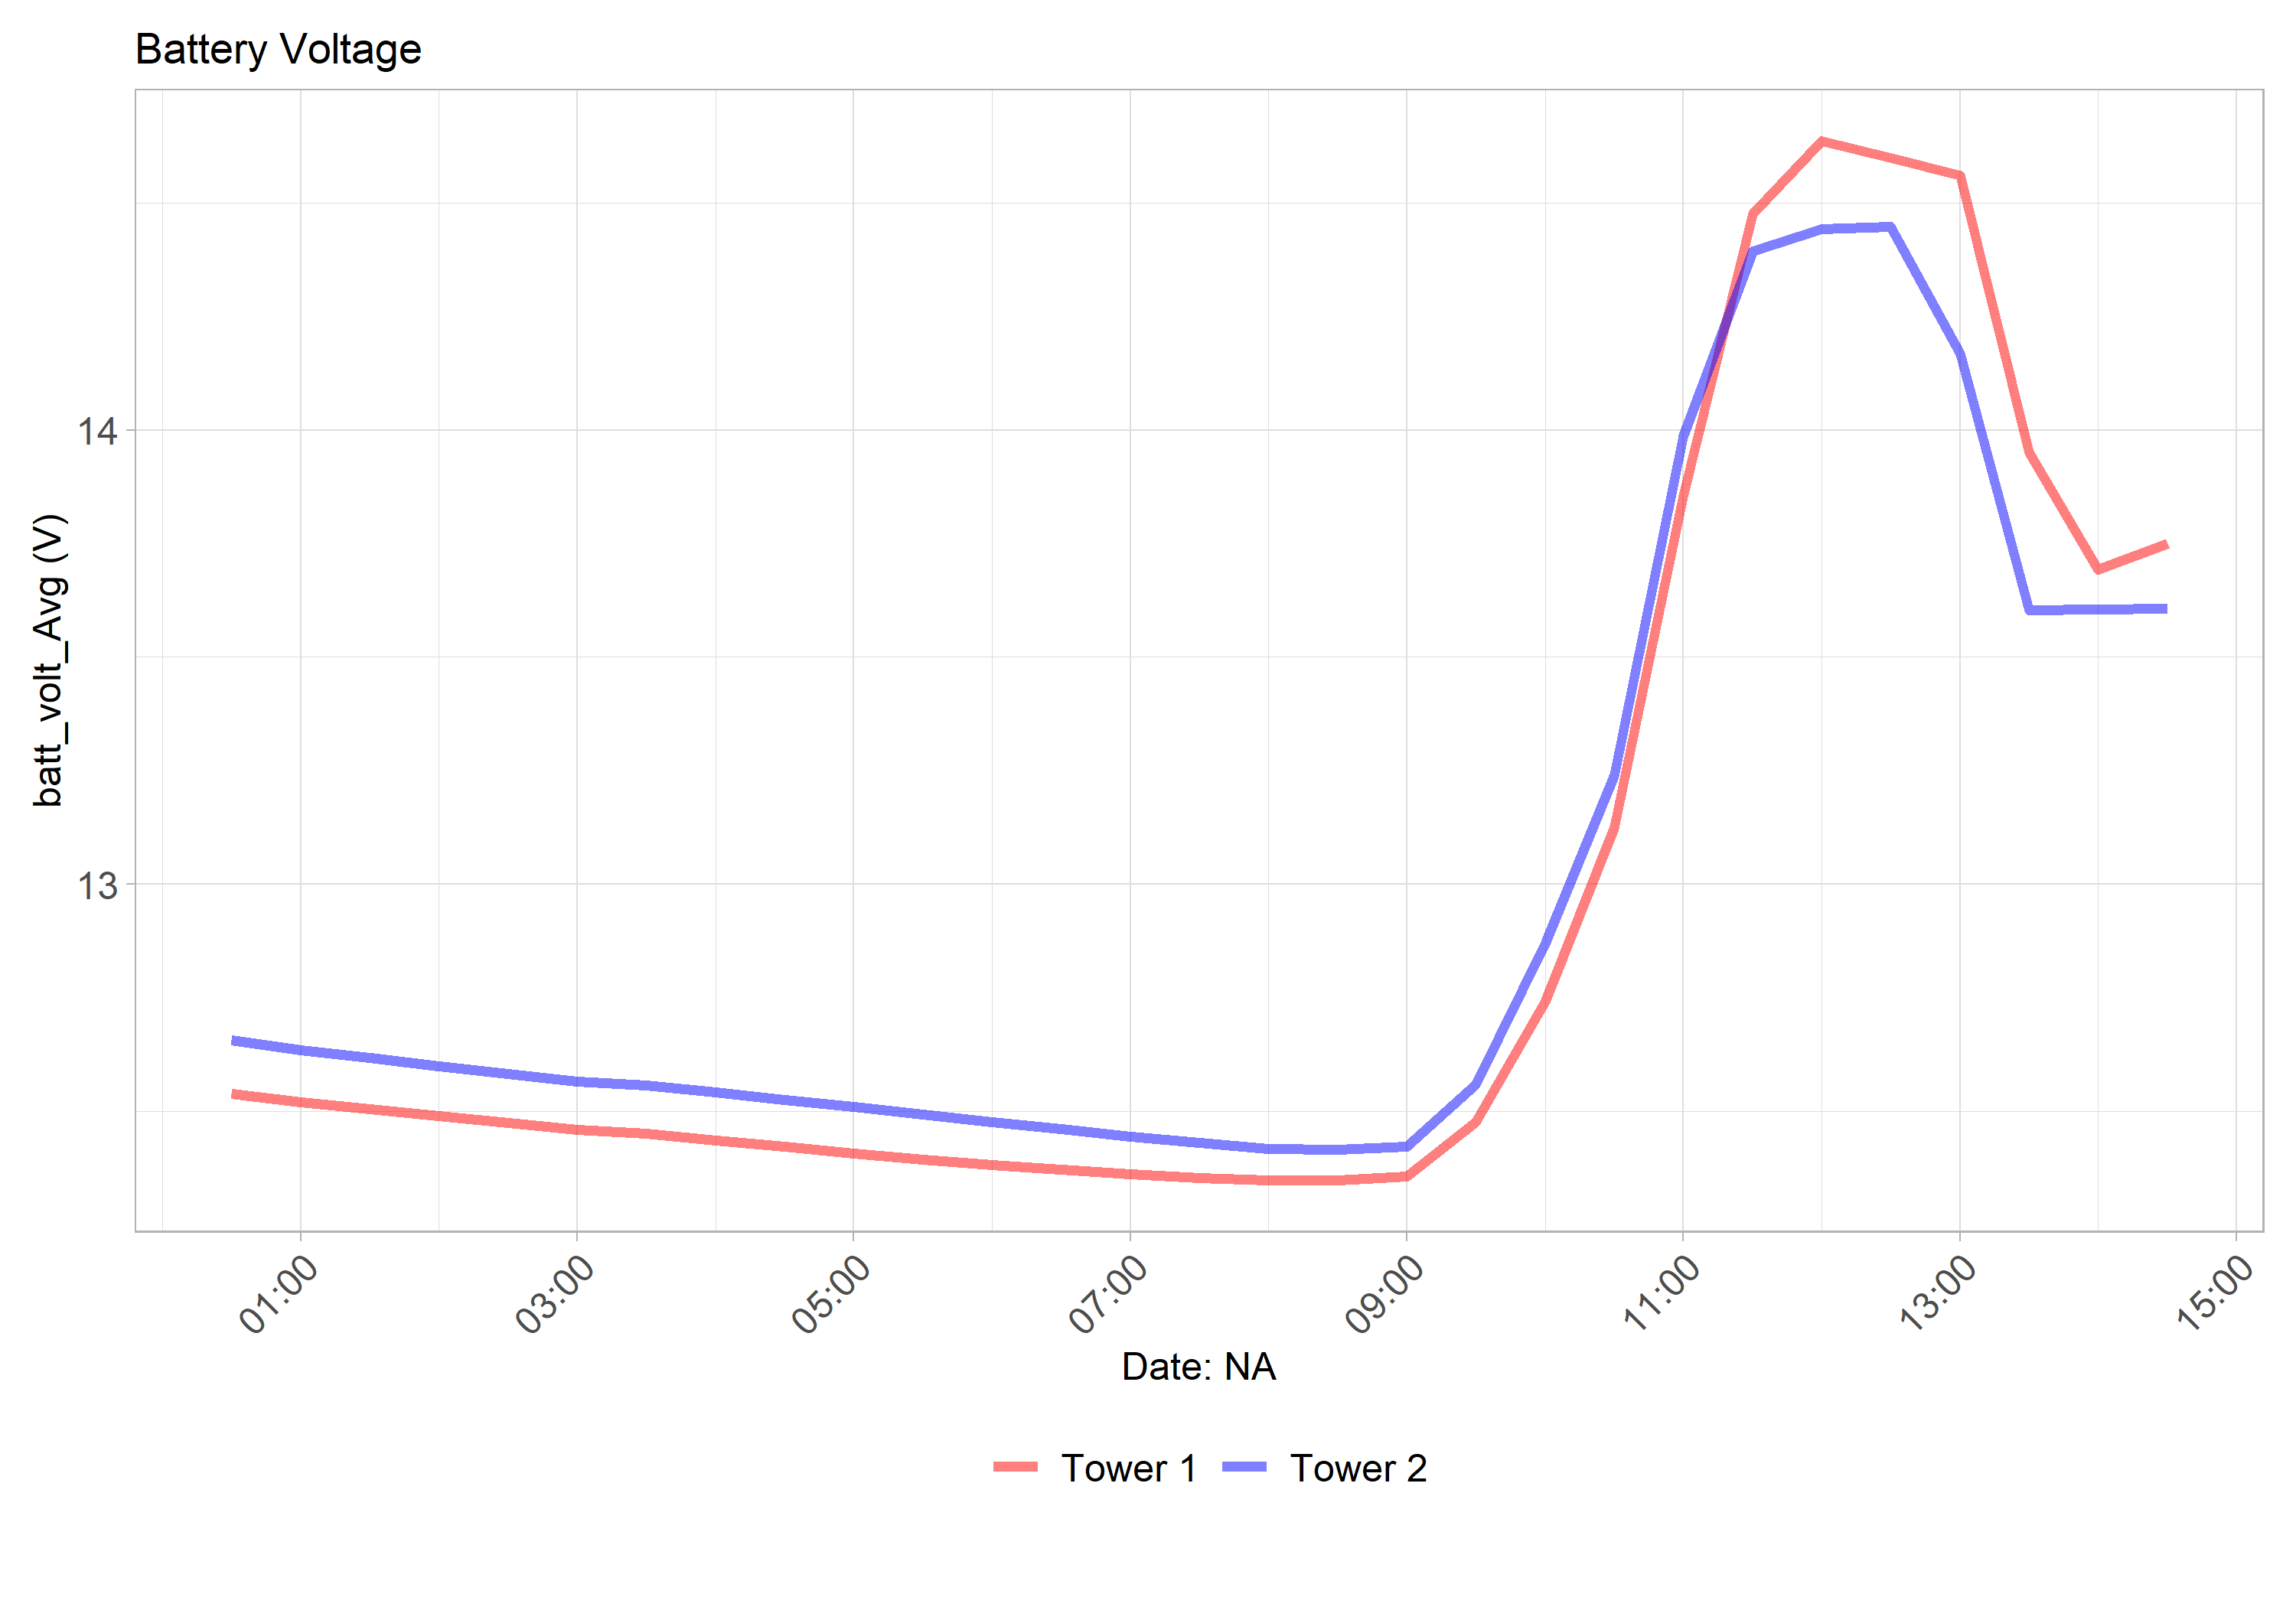 Battery Voltage
batt_volt_Avg (V)
14
13
01:00 03:00 05:00 07:00 09:00 11:00 13:00 15:00
Date: NA
Tower 1 Tower 2